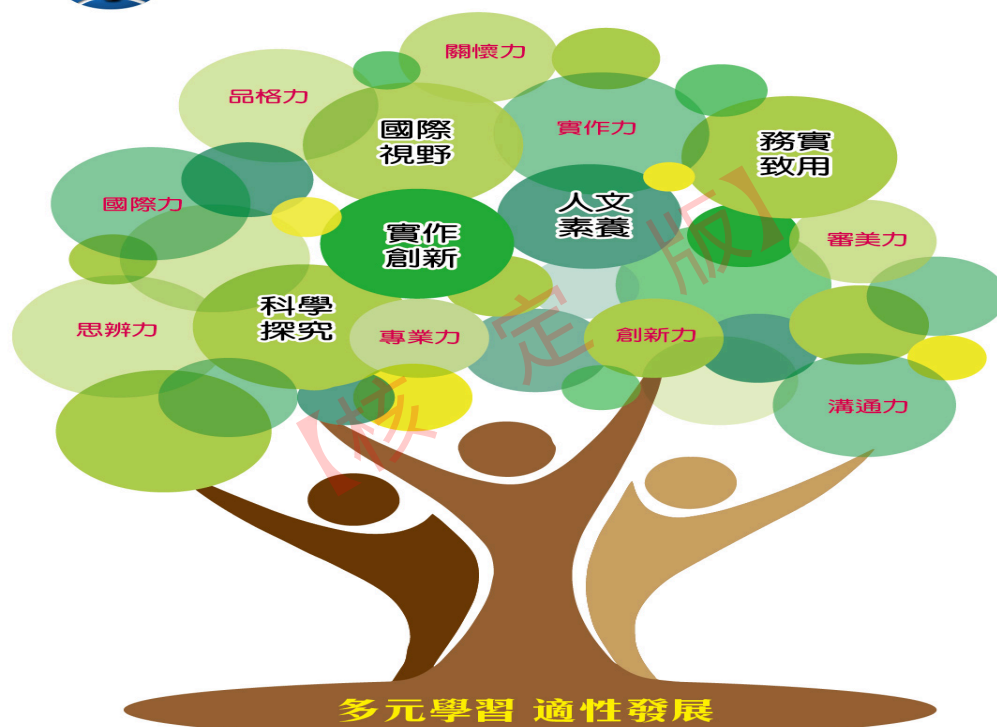 關懷力
品格力
國際
視野
實作力
務實
致用
國際力
人文
素養
實作
創新
審美力
科學
探究
思辨力
專業力
創新力
溝通力
【核定版】
多元學習 適性發展